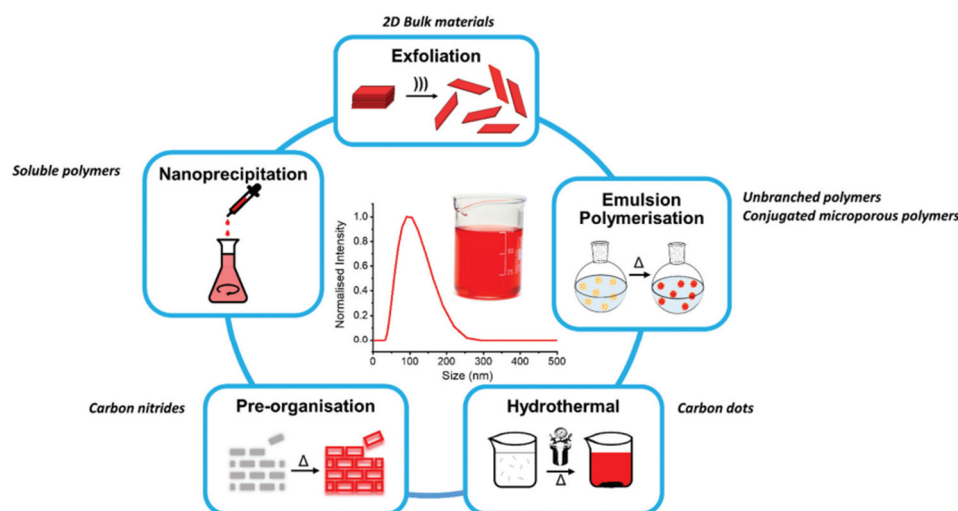 2D Bulk materials
Exfoliation
)))
Soluble polymers
Nanoprecipitation
Emulsion
Polymerisation
Δ
Unbranched polymers
Conjugated microporous polymers
Normalised Intensity
1.0
0.8
0.6
0.4
0.2
0.0
0
100
200
300
400
500
Size (nm)
50
25
Carbon nitrides
Pre-organisation
Δ
Hydrothermal
Δ
Carbon dots